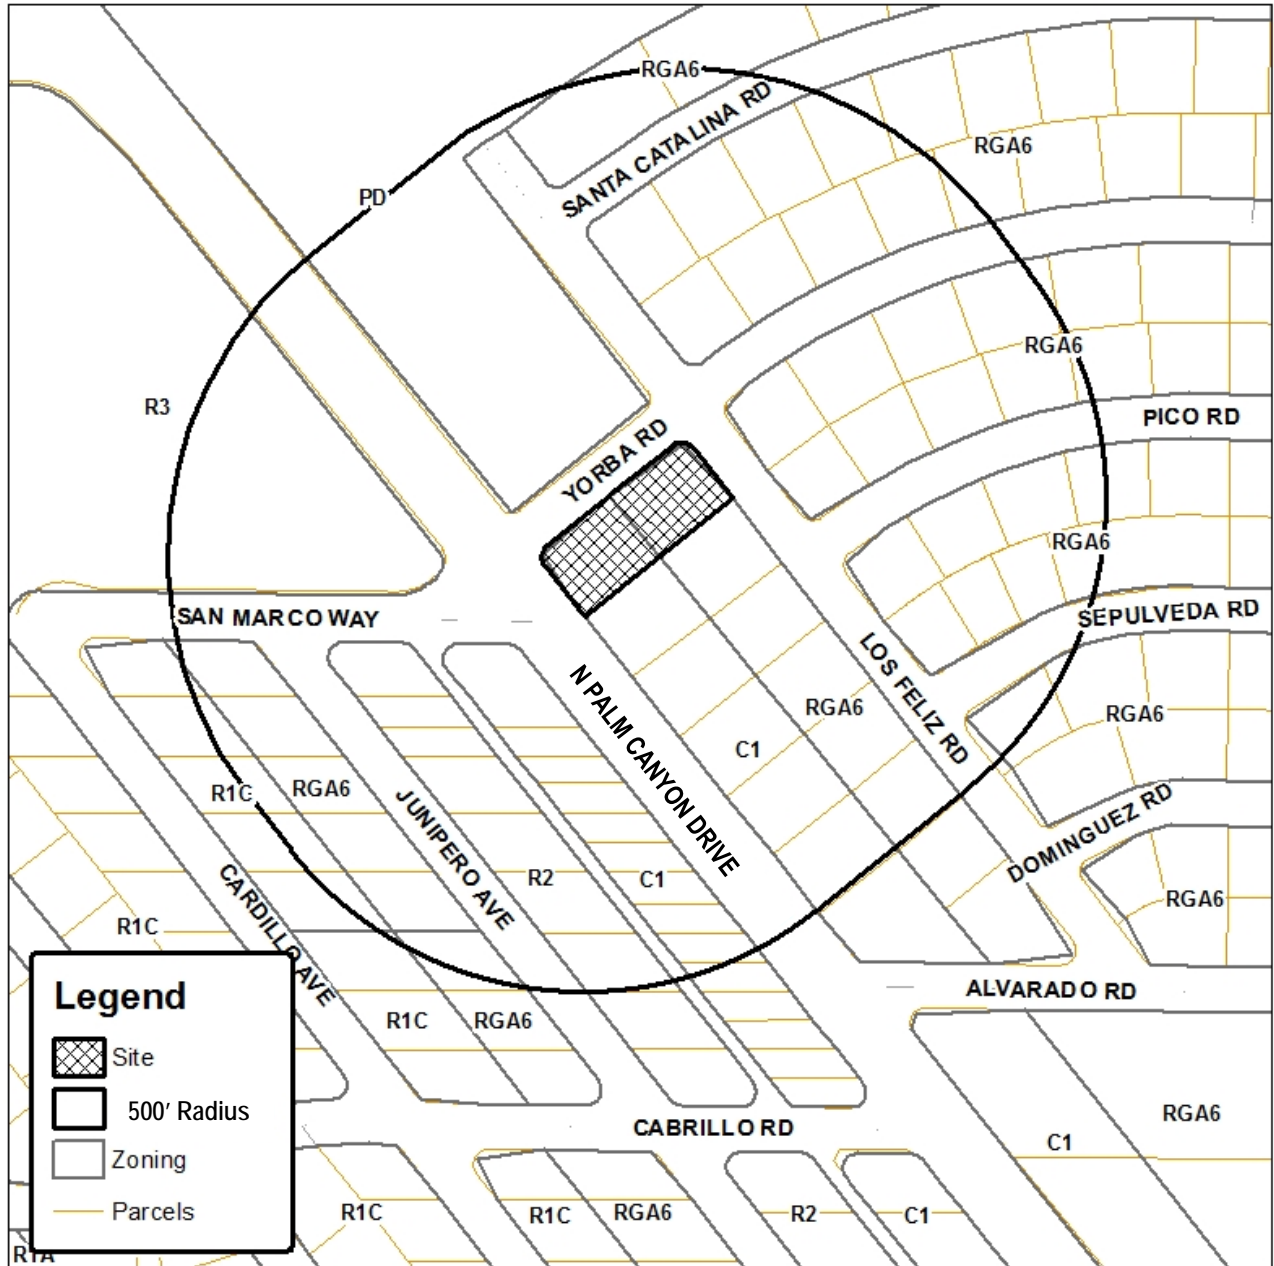 RGA6
SANTA CATALINA RD
RGA6
PD
RGA6
R3
PICO RD
YORBA RD
RGA6
SAN MARCO WAY
SEPULVEDA RD
LOS FELIZ RD
N PALM CANYON DRIVE
RGA6
RGA6
C1
R1C
RGA6
JUNIPERO AVE
DOMINGUEZ RD
R2
C1
CARDILLO AVE
RGA6
R1C
ALVARADO RD
R1C
RGA6
RGA6
C1
CABRILLO RD
R1C
R1C
RGA6
R2
C1
R1A
Legend
Site
500' Radius
Zoning
Parcels